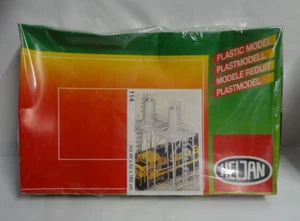 PLASTIC MODEL
PLASTMODELL
MODELE REDUIT
PLASTMODEL
114
HELJAN